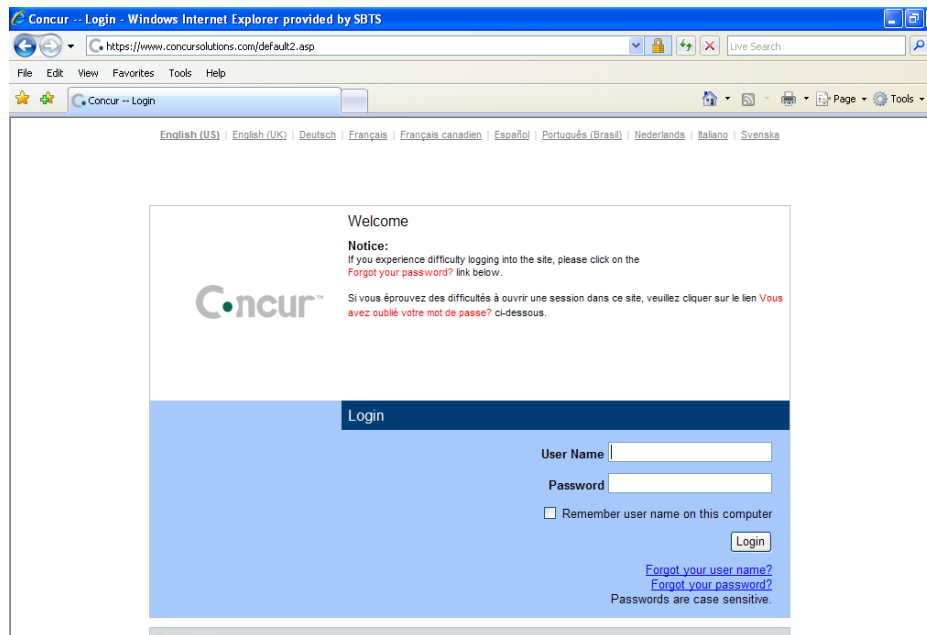 Concur -- Login - Windows Internet Explorer provided by SBTS
https://www.concursolutions.com/default2.asp
Live Search
File Edit View Favorites Tools Help
Concur -- Login
Page
Tools
English (US) | English (UK) | Deutsch | Français | Français canadien | Español | Português (Brasil) | Nederlands | Italiano | Svenska
Welcome
Notice:
If you experience difficulty logging into the site, please click on the
Forgot your password? link below.
Si vous éprouvez des difficultés à ouvrir une session dans ce site, veuillez cliquer sur le lien Vous
avez oublié votre mot de passe? ci-dessous.
Concur™
Login
User Name
Password
Remember user name on this computer
Login
Forgot your user name?
Forgot your password?
Passwords are case sensitive.